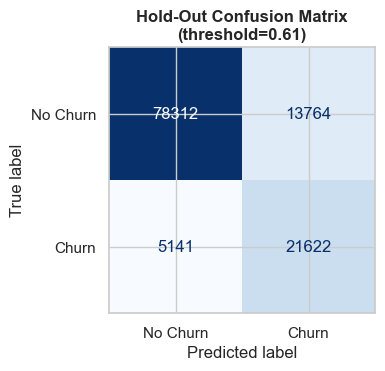 Hold-Out Confusion Matrix
(threshold=0.61)
True label
No Churn
78312 13764
Churn
5141 21622
No Churn Churn
Predicted label